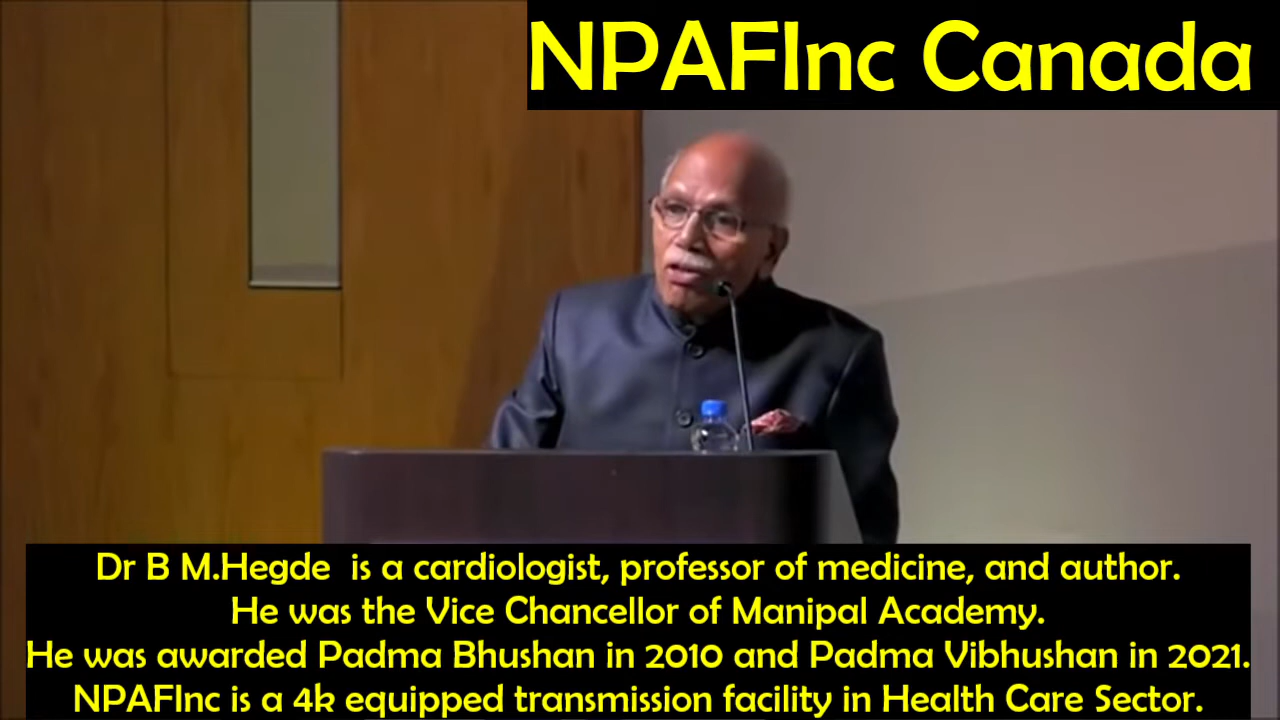 NPAFInc Canada
Dr B M.Hegde is a cardiologist, professor of medicine, and author.
He was the Vice Chancellor of Manipal Academy.
He was awarded Padma Bhushan in 2010 and Padma Vibhushan in 2021.
NPAFInc is a 4k equipped transmission facility in Health Care Sector.